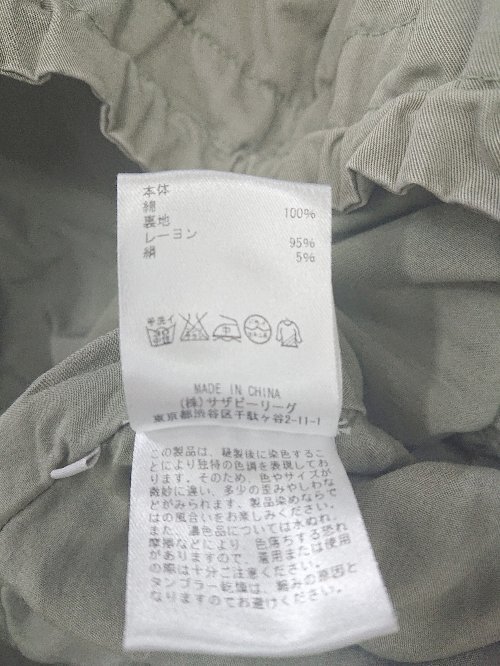 本体
綿 100%
裏地
レーヨン 95%
絹 5%
手洗イ
MADE IN CHINA
(株)サザビーリーグ
東京都渋谷区千駄ヶ谷2-11-1
この製品は、縫製後に染色するこ
とにより独特の色調を表現してお
ります。そのため、色やサイズが
微妙に違い、多少の歪みやしわな
どがみられます。製品染めならで
はの風合いをお楽しみください。
また、濃色品については水ぬれ、
摩擦などにより、色落ちする恐れ
がありますので、着用または使用
の際は十分ご注意ください。
タンブラー乾燥は、縮みの原因と
なりますのでお避けください。